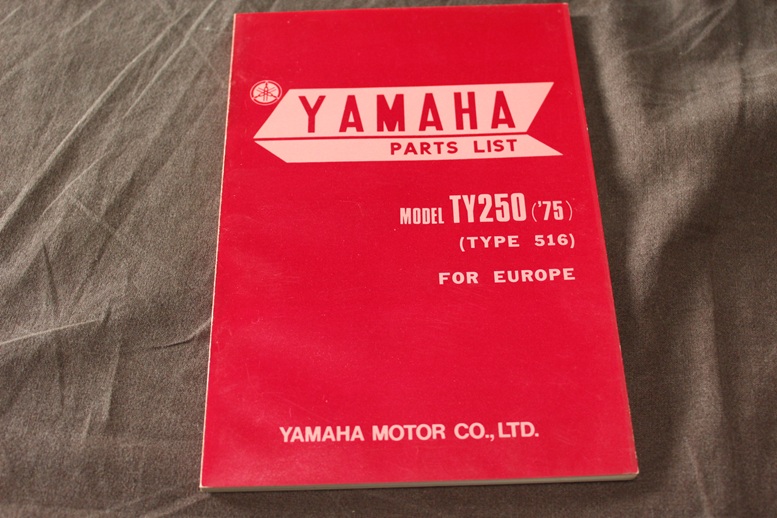 YAMAHA
PARTS LIST
MODEL TY250 ('75)
(TYPE 516)
FOR EUROPE
YAMAHA MOTOR CO., LTD.